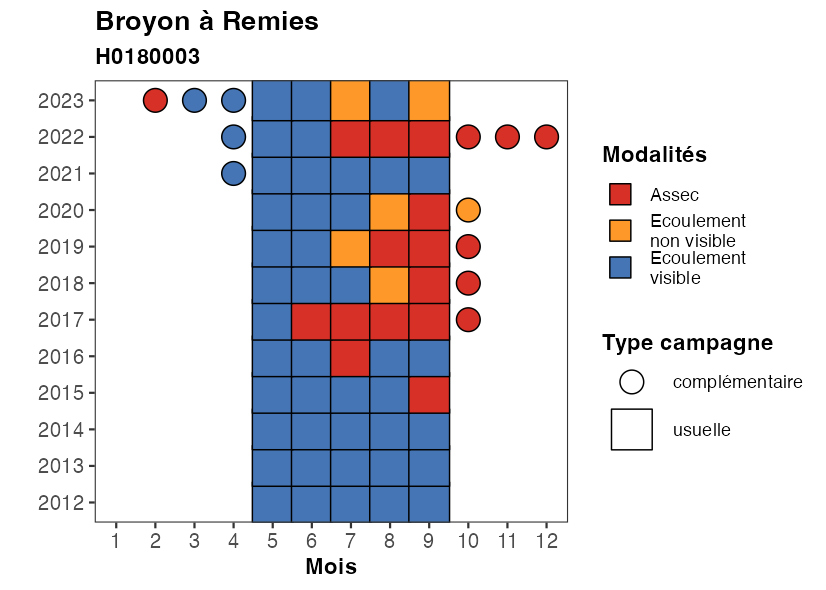 Broyon à Remies
H0180003
2023
2022
2021
2020
2019
2018
2017
2016
2015
2014
2013
2012
1 2 3 4 5 6 7 8 9 10 11 12
Mois
Modalités
Assec
Ecoulement
non visible
Ecoulement
visible
Type campagne
complémentaire
usuelle